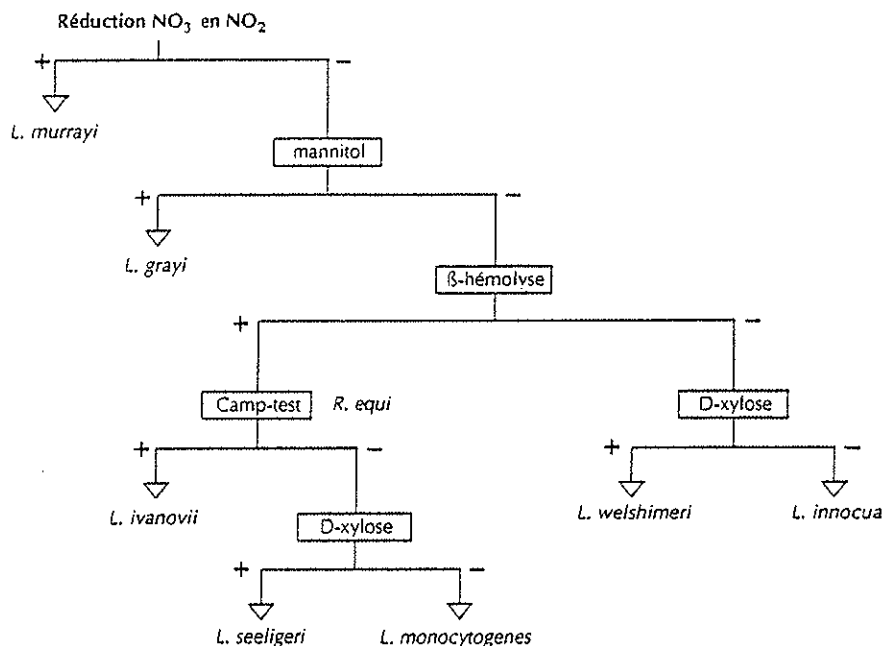 Réduction NO₃ en NO₂
+ −
L. murrayi
mannitol
+ −
L. grayi
ß-hémolyse
+ −
Camp-test R. equi D-xylose
+ − + −
L. ivanovii L. welshimeri L. innocua
D-xylose
+ −
L. seeligeri L. monocytogenes